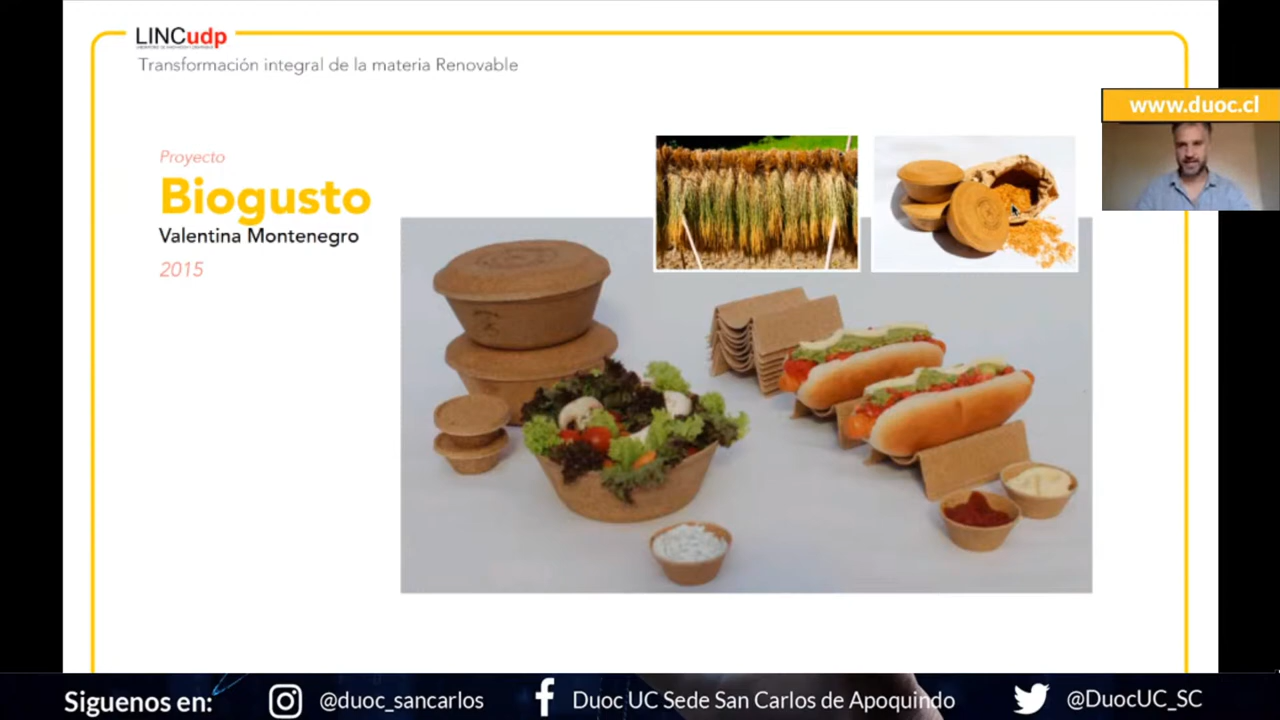 LINCudp
Transformación integral de la materia Renovable
www.duoc.cl
Proyecto
Biogusto
Valentina Montenegro
2015
Siguenos en:
@duoc_sancarlos
Duoc UC Sede San Carlos de Apoquindo
@DuocUC_SC